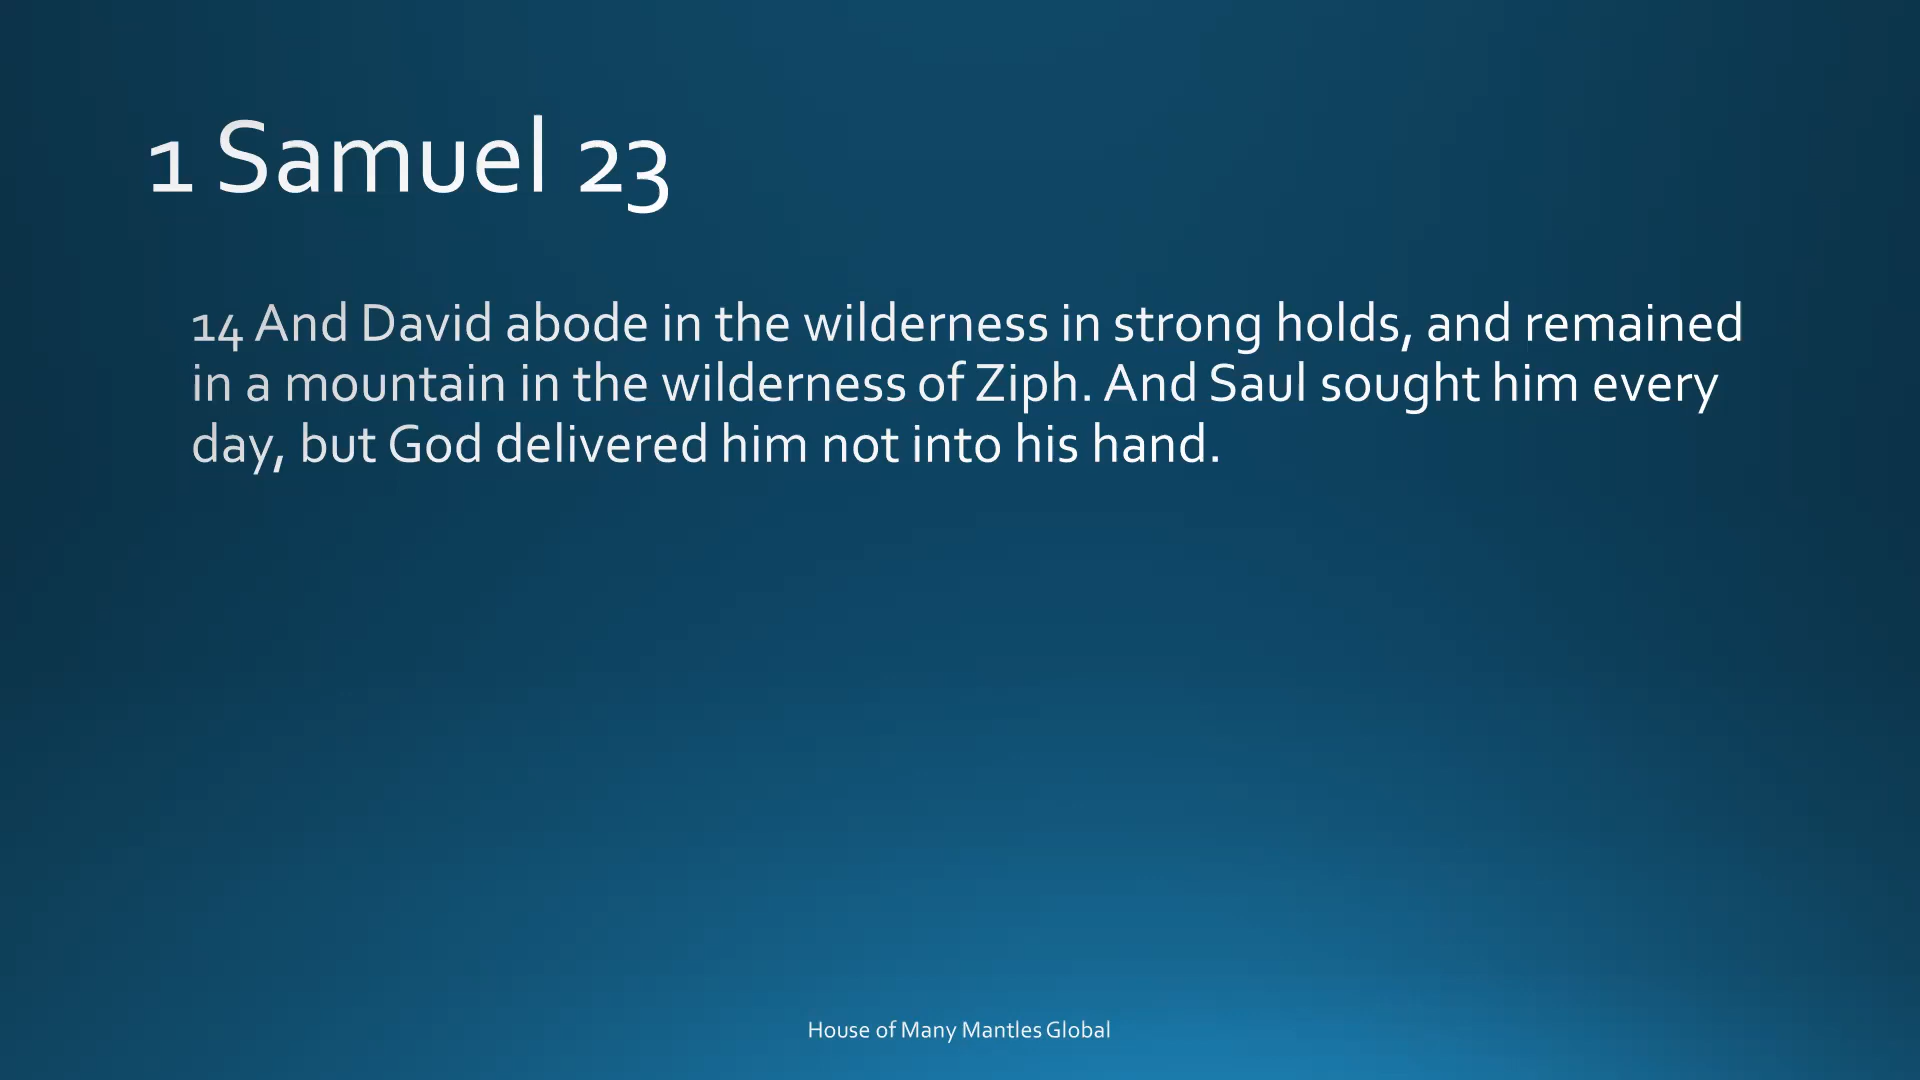 1 Samuel 23
14 And David abode in the wilderness in strong holds, and remained
in a mountain in the wilderness of Ziph. And Saul sought him every
day, but God delivered him not into his hand.
House of Many Mantles Global